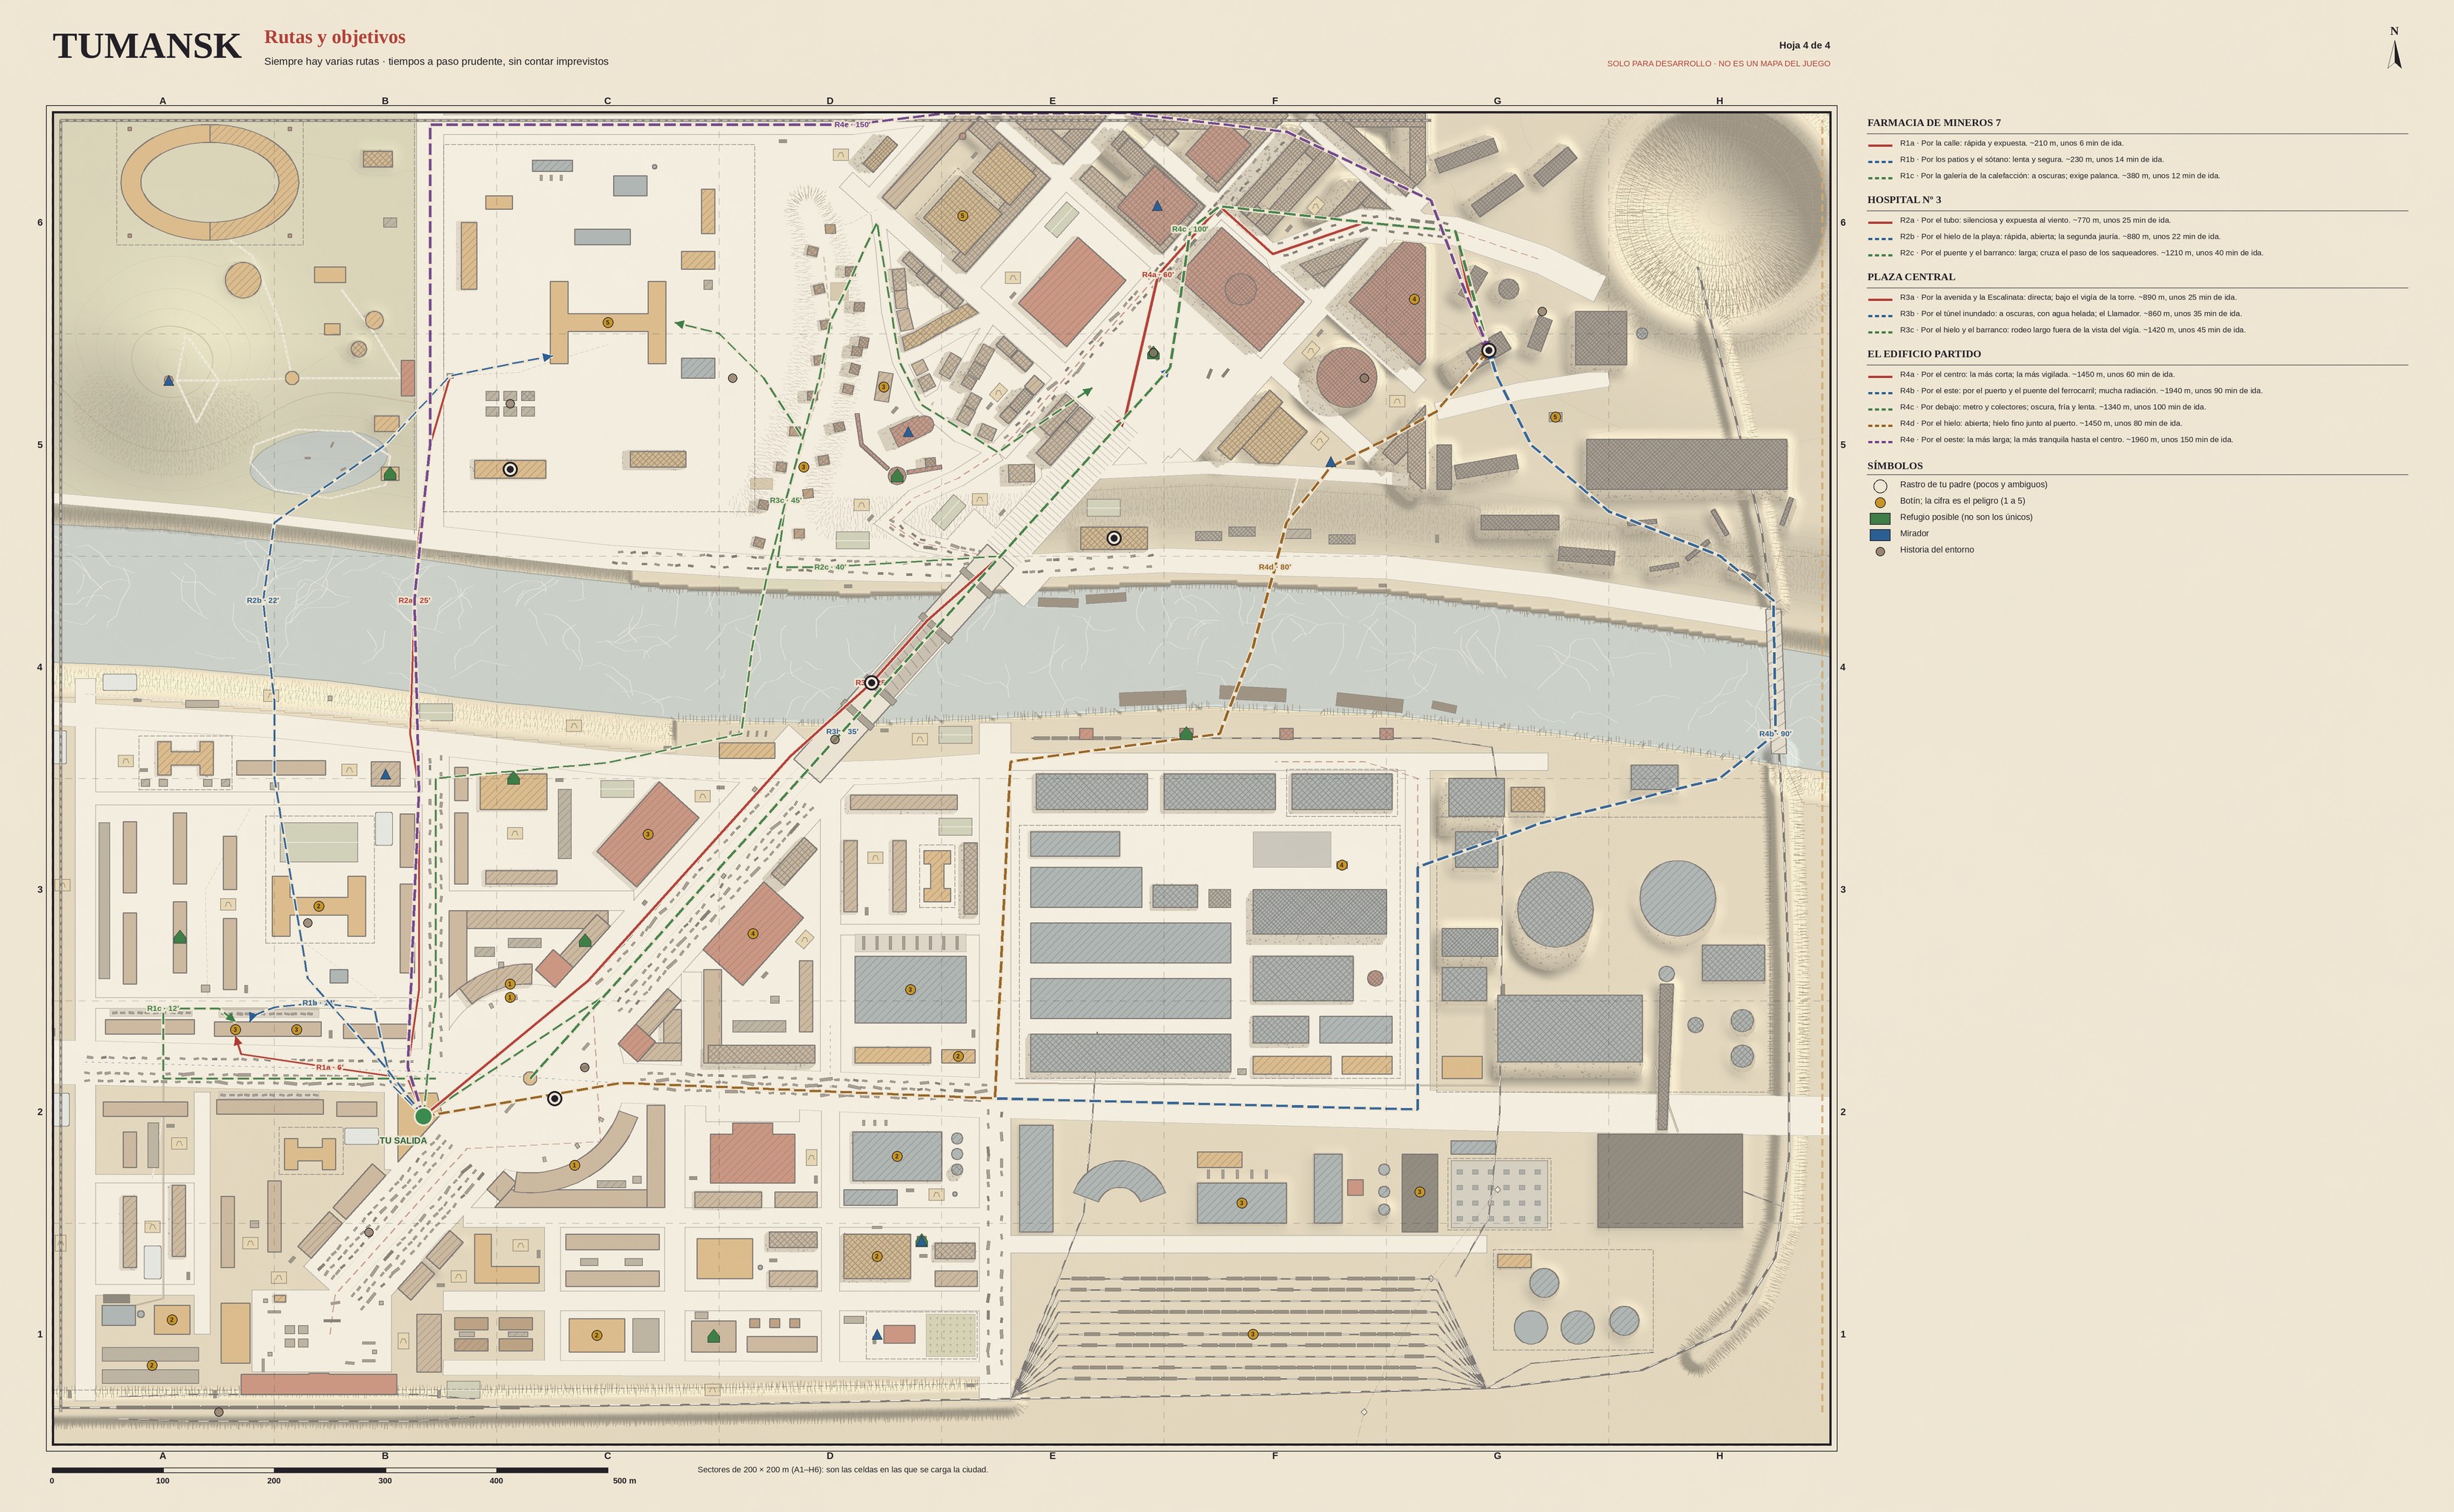 TUMANSK
Rutas y objetivos
Siempre hay varias rutas · tiempos a paso prudente, sin contar imprevistos
Hoja 4 de 4
SOLO PARA DESARROLLO · NO ES UN MAPA DEL JUEGO
N
A B C D E F G H
6 6
5 5
4 4
3 3
2 2
1 1
R4e · 150'
R4c · 100'
R4a · 60'
R3c · 45'
R2c · 40'
R4d · 80'
R2b · 22'
R2a · 25'
R3b · 35'
R4b · 90'
R1c · 12'
R1a · 6'
TU SALIDA
A B C D E F G H
0 100 200 300 400 500 m
Sectores de 200 × 200 m (A1–H6): son las celdas en las que se carga la ciudad.
FARMACIA DE MINEROS 7
R1a · Por la calle: rápida y expuesta. ~210 m, unos 6 min de ida.
R1b · Por los patios y el sótano: lenta y segura. ~230 m, unos 14 min de ida.
R1c · Por la galería de la calefacción: a oscuras; exige palanca. ~380 m, unos 12 min de ida.
HOSPITAL Nº 3
R2a · Por el tubo: silenciosa y expuesta al viento. ~770 m, unos 25 min de ida.
R2b · Por el hielo de la playa: rápida, abierta; la segunda jauría. ~880 m, unos 22 min de ida.
R2c · Por el puente y el barranco: larga; cruza el paso de los saqueadores. ~1210 m, unos 40 min de ida.
PLAZA CENTRAL
R3a · Por la avenida y la Escalinata: directa; bajo el vigía de la torre. ~890 m, unos 25 min de ida.
R3b · Por el túnel inundado: a oscuras, con agua helada; el Llamador. ~860 m, unos 35 min de ida.
R3c · Por el hielo y el barranco: rodeo largo fuera de la vista del vigía. ~1420 m, unos 45 min de ida.
EL EDIFICIO PARTIDO
R4a · Por el centro: la más corta; la más vigilada. ~1450 m, unos 60 min de ida.
R4b · Por el este: por el puerto y el puente del ferrocarril; mucha radiación. ~1940 m, unos 90 min de ida.
R4c · Por debajo: metro y colectores; oscura, fría y lenta. ~1340 m, unos 100 min de ida.
R4d · Por el hielo: abierta; hielo fino junto al puerto. ~1450 m, unos 80 min de ida.
R4e · Por el oeste: la más larga; la más tranquila hasta el centro. ~1960 m, unos 150 min de ida.
SÍMBOLOS
Rastro de tu padre (pocos y ambiguos)
Botín; la cifra es el peligro (1 a 5)
Refugio posible (no son los únicos)
Mirador
Historia del entorno